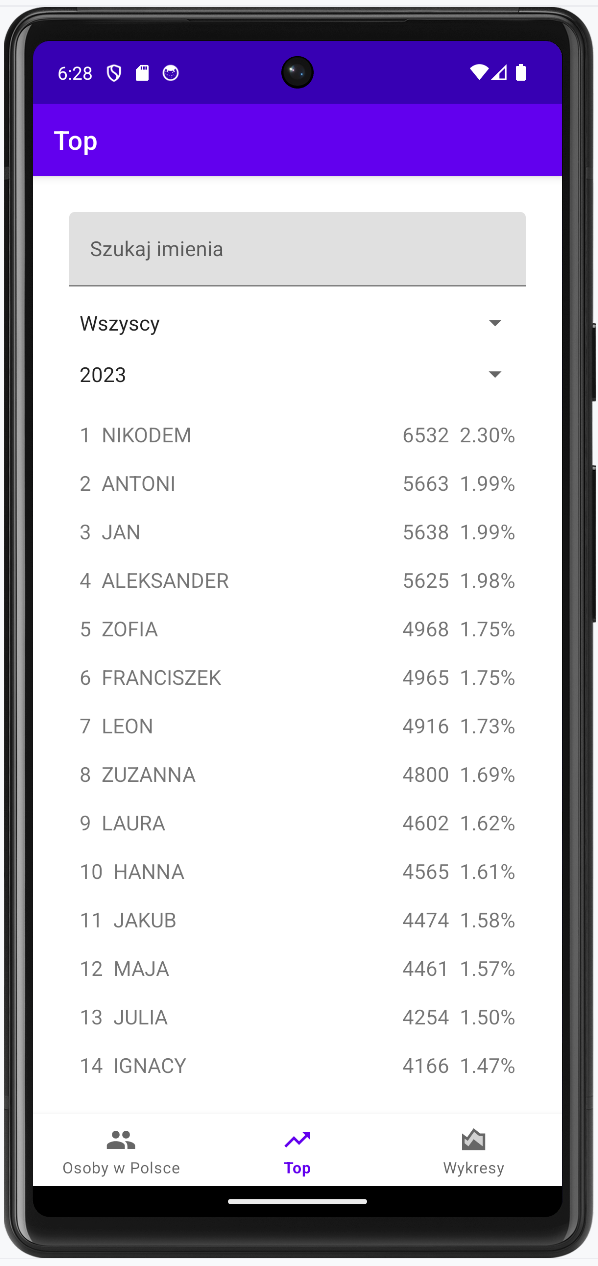 6:28
Top
Szukaj imienia
Wszyscy
2023
1 NIKODEM 6532 2.30%
2 ANTONI 5663 1.99%
3 JAN 5638 1.99%
4 ALEKSANDER 5625 1.98%
5 ZOFIA 4968 1.75%
6 FRANCISZEK 4965 1.75%
7 LEON 4916 1.73%
8 ZUZANNA 4800 1.69%
9 LAURA 4602 1.62%
10 HANNA 4565 1.61%
11 JAKUB 4474 1.58%
12 MAJA 4461 1.57%
13 JULIA 4254 1.50%
14 IGNACY 4166 1.47%
Osoby w Polsce Top Wykresy